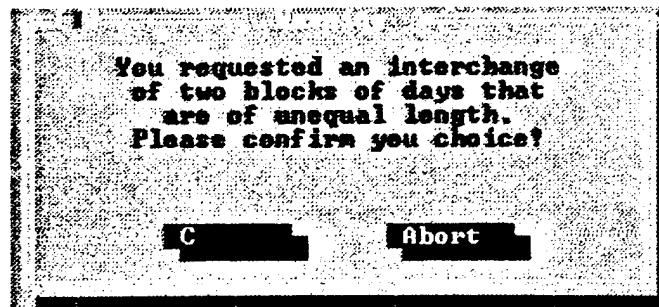 You requested an interchange
of two blocks of days that
are of unequal length.
Please confirm you choice!
C
Abort